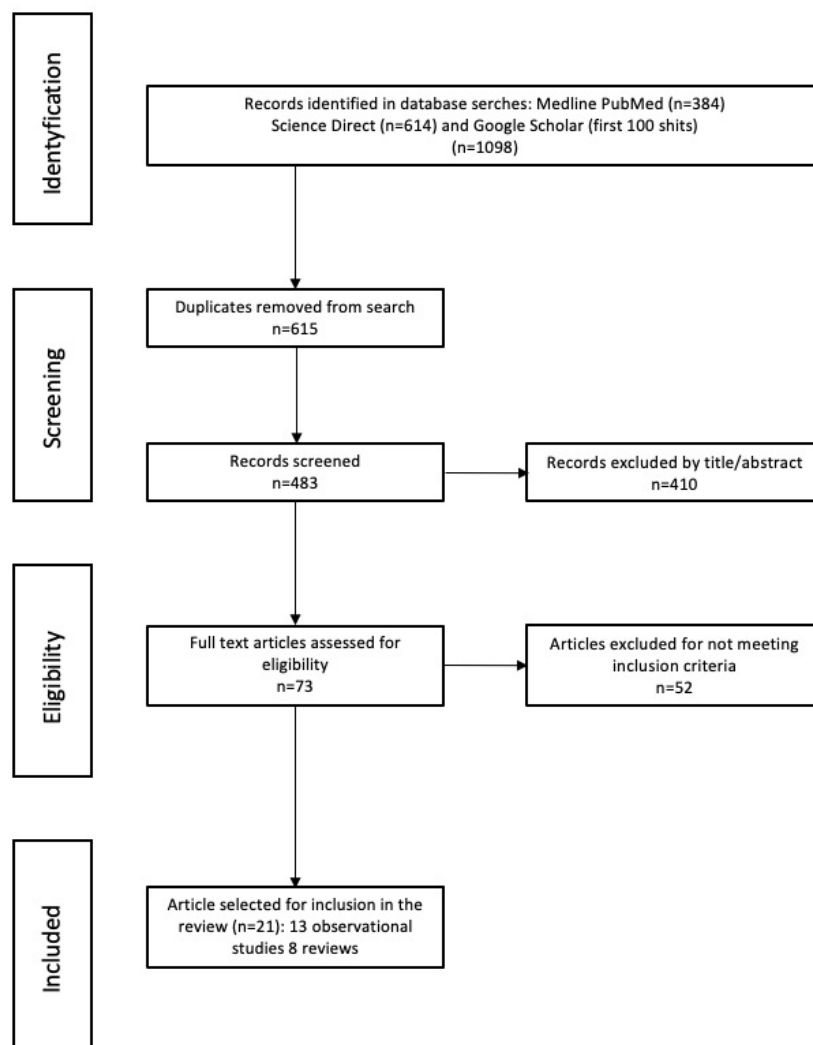 Identyfication
Records identified in database serches: Medline PubMed (n=384)
Science Direct (n=614) and Google Scholar (first 100 shits)
(n=1098)
Screening
Duplicates removed from search
n=615
Records screened
n=483
Records excluded by title/abstract
n=410
Eligibility
Full text articles assessed for
eligibility
n=73
Articles excluded for not meeting
inclusion criteria
n=52
Included
Article selected for inclusion in the
review (n=21): 13 observational
studies 8 reviews